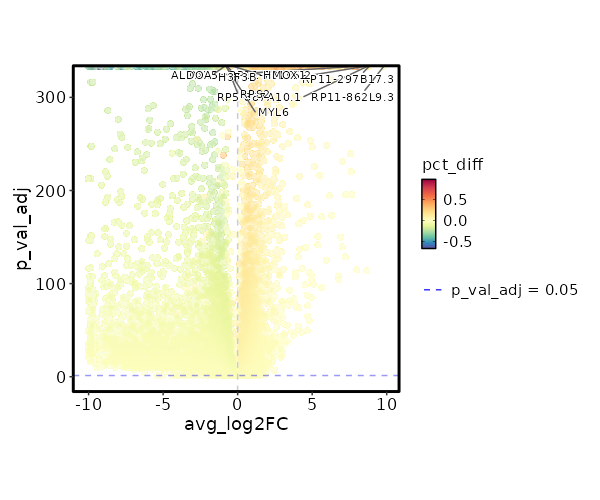 ALDOA
HMOX1
H3F3B
RP11-297B17.3
RPS2
RP11-862L9.3
MYL6
300
200
100
0
p_val_adj
-10
-5
0
5
10
avg_log2FC
pct_diff
0.5
0.0
-0.5
p_val_adj = 0.05